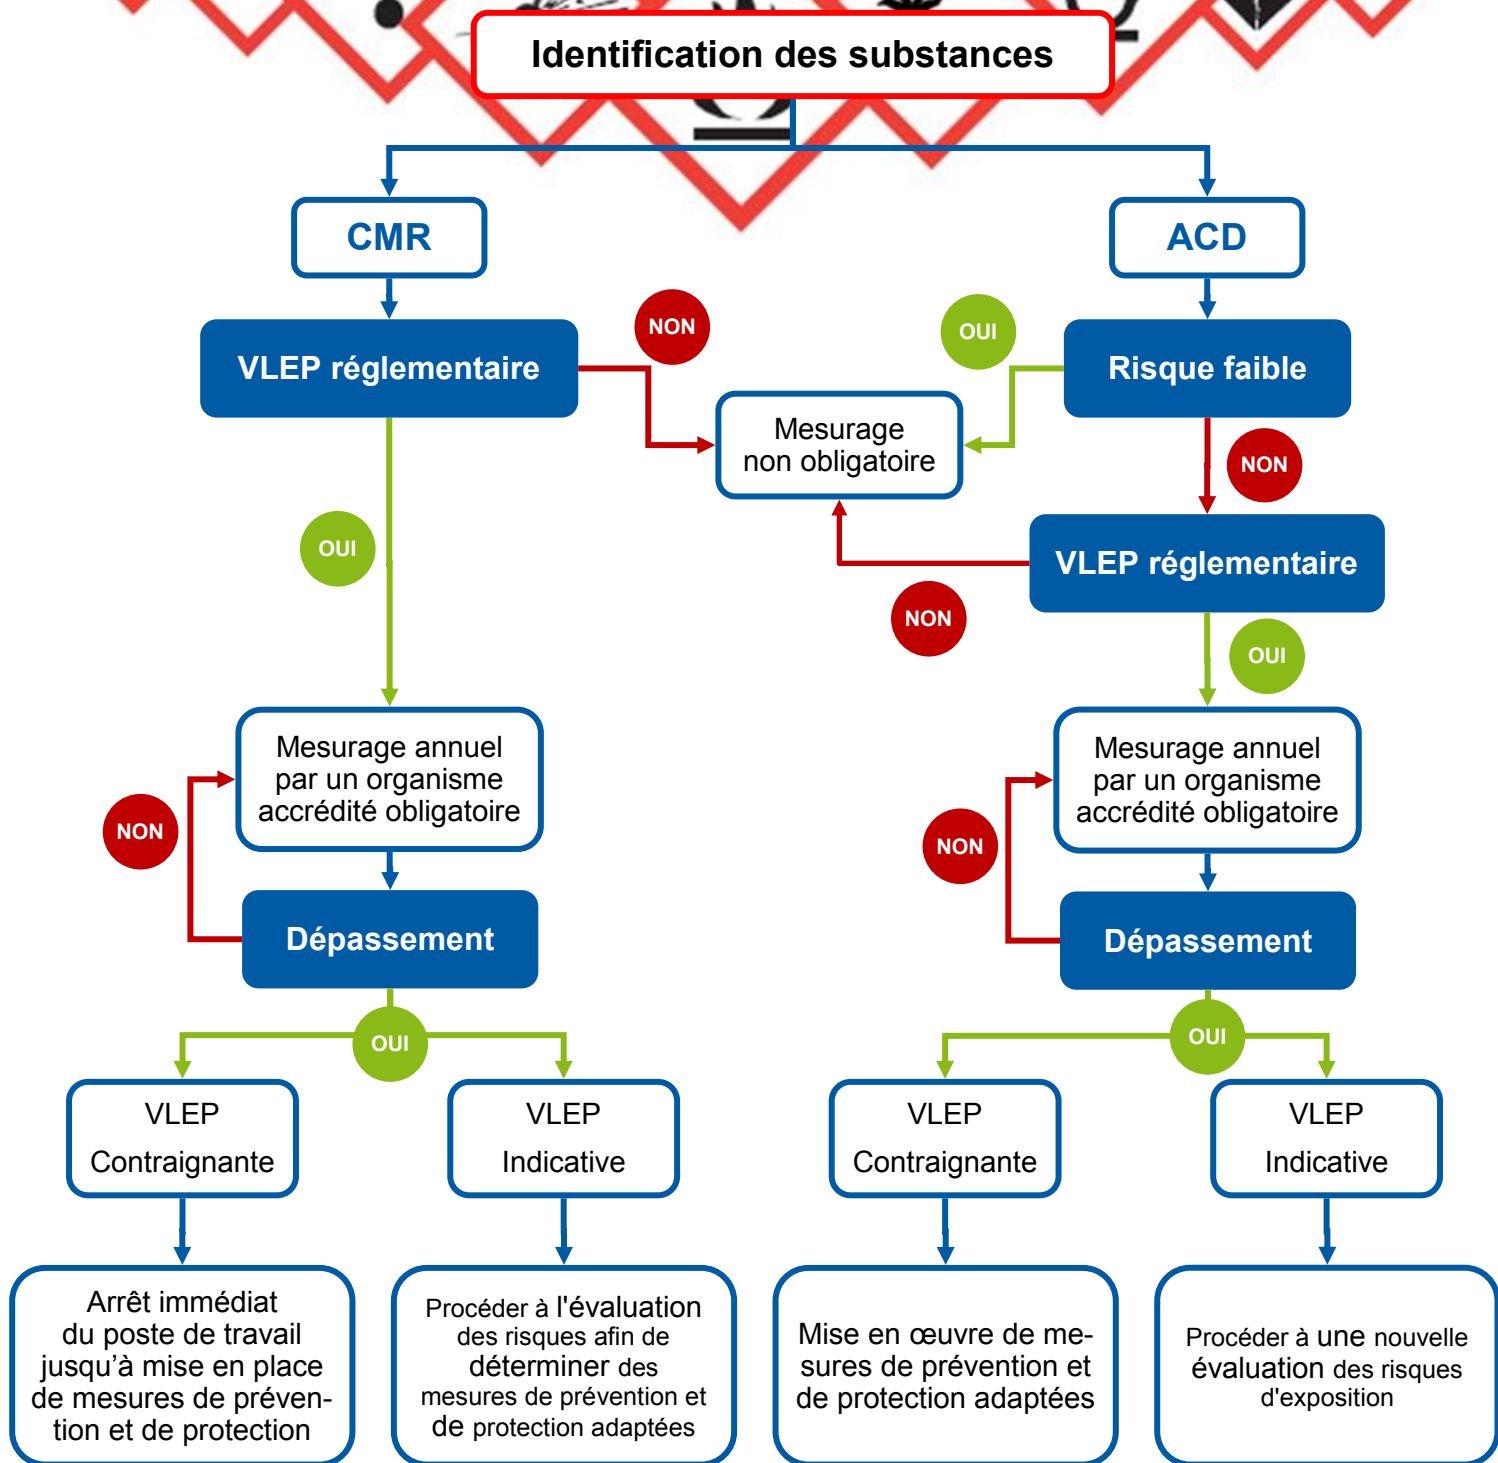 Identification des substances
CMR
ACD
NON
OUI
VLEP réglementaire
Risque faible
Mesurage
non obligatoire
NON
OUI
VLEP réglementaire
NON
OUI
Mesurage annuel
par un organisme
accrédité obligatoire
Mesurage annuel
par un organisme
accrédité obligatoire
NON
NON
Dépassement
Dépassement
OUI
OUI
VLEP
Contraignante
VLEP
Indicative
VLEP
Contraignante
VLEP
Indicative
Arrêt immédiat
du poste de travail
jusqu'à mise en place
de mesures de préven-
tion et de protection
Procéder à l'évaluation
des risques afin de
déterminer des
mesures de prévention et
de protection adaptées
Mise en œuvre de me-
sures de prévention et
de protection adaptées
Procéder à une nouvelle
évaluation des risques
d'exposition